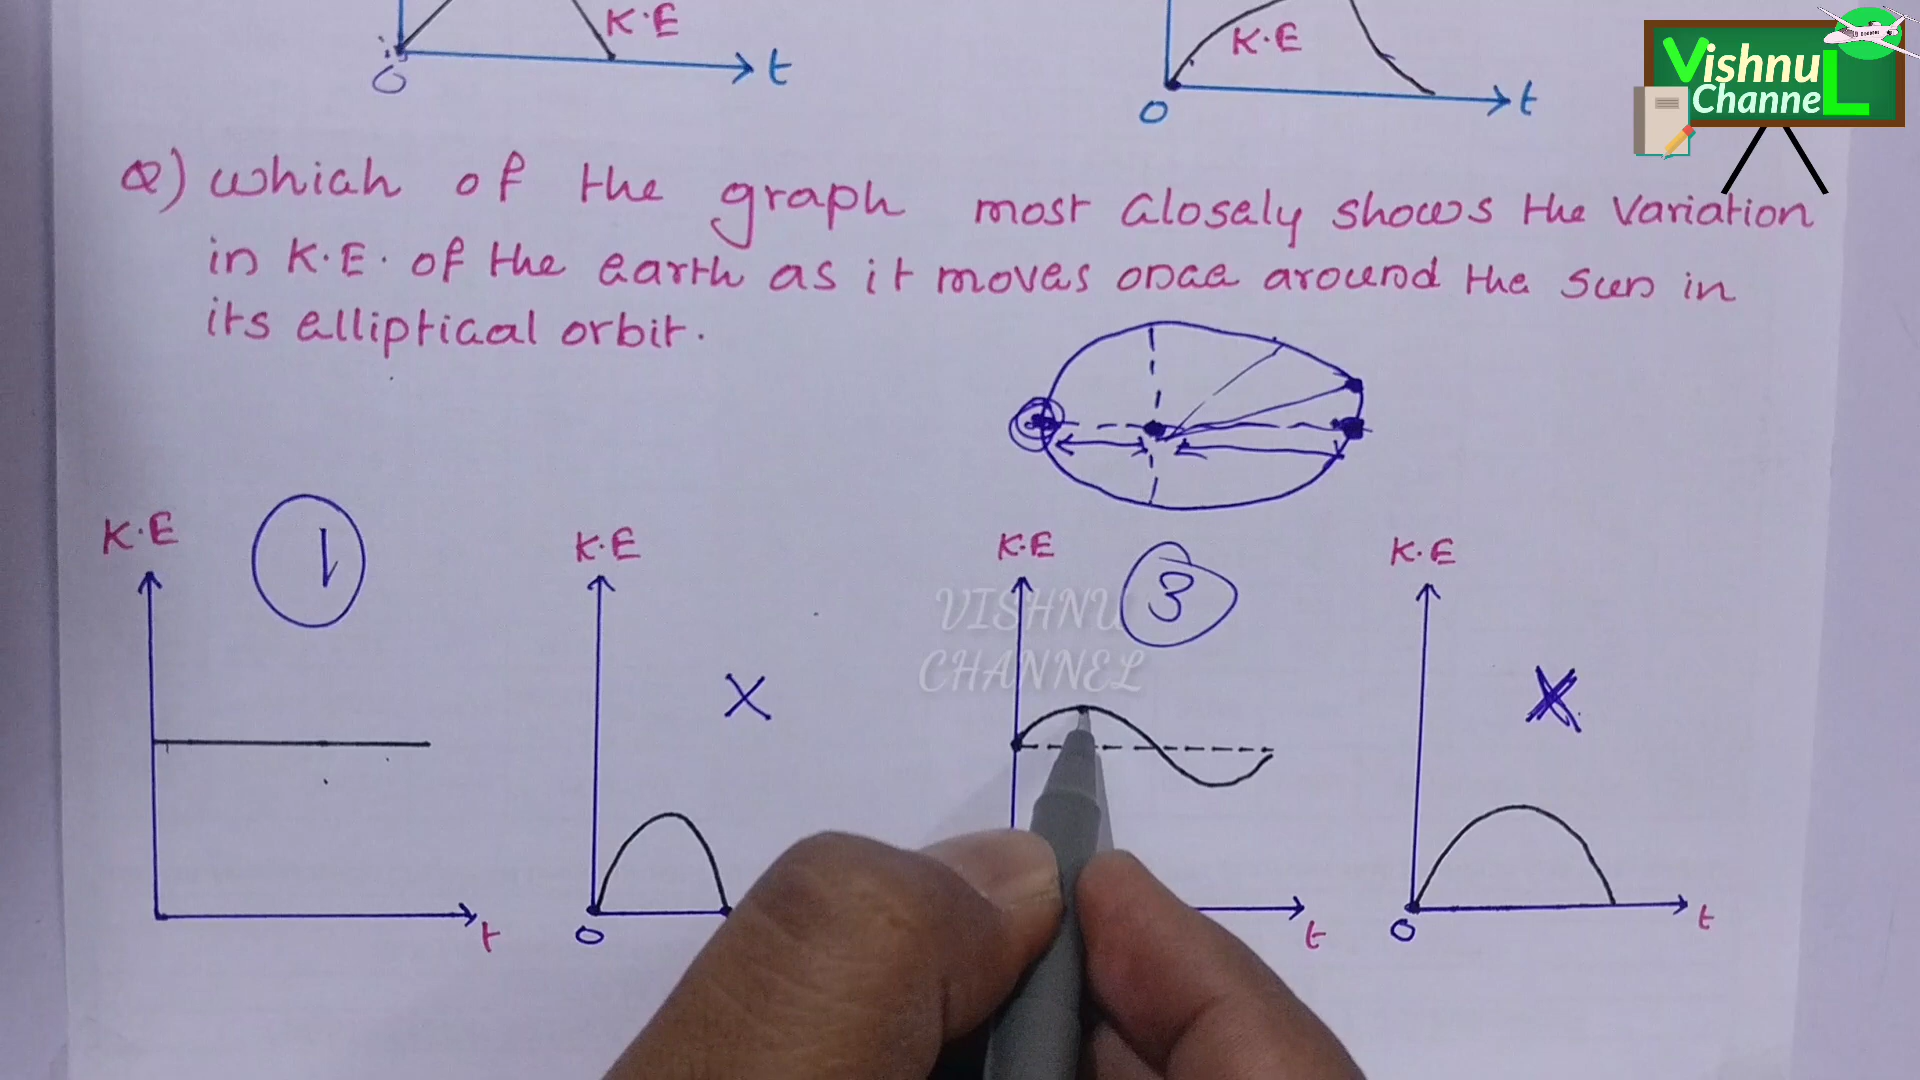 K·E
t
O
K·E
t
O
Vishnu
ChanneL
Q) which of the graph most closely shows the variation
in K.E. of the earth as it moves once around the sun in
its elliptical orbit.
K·E
1
K·E
K·E
3
K·E
VISHNU
CHANNEL
X
X
t
O
t
O
t